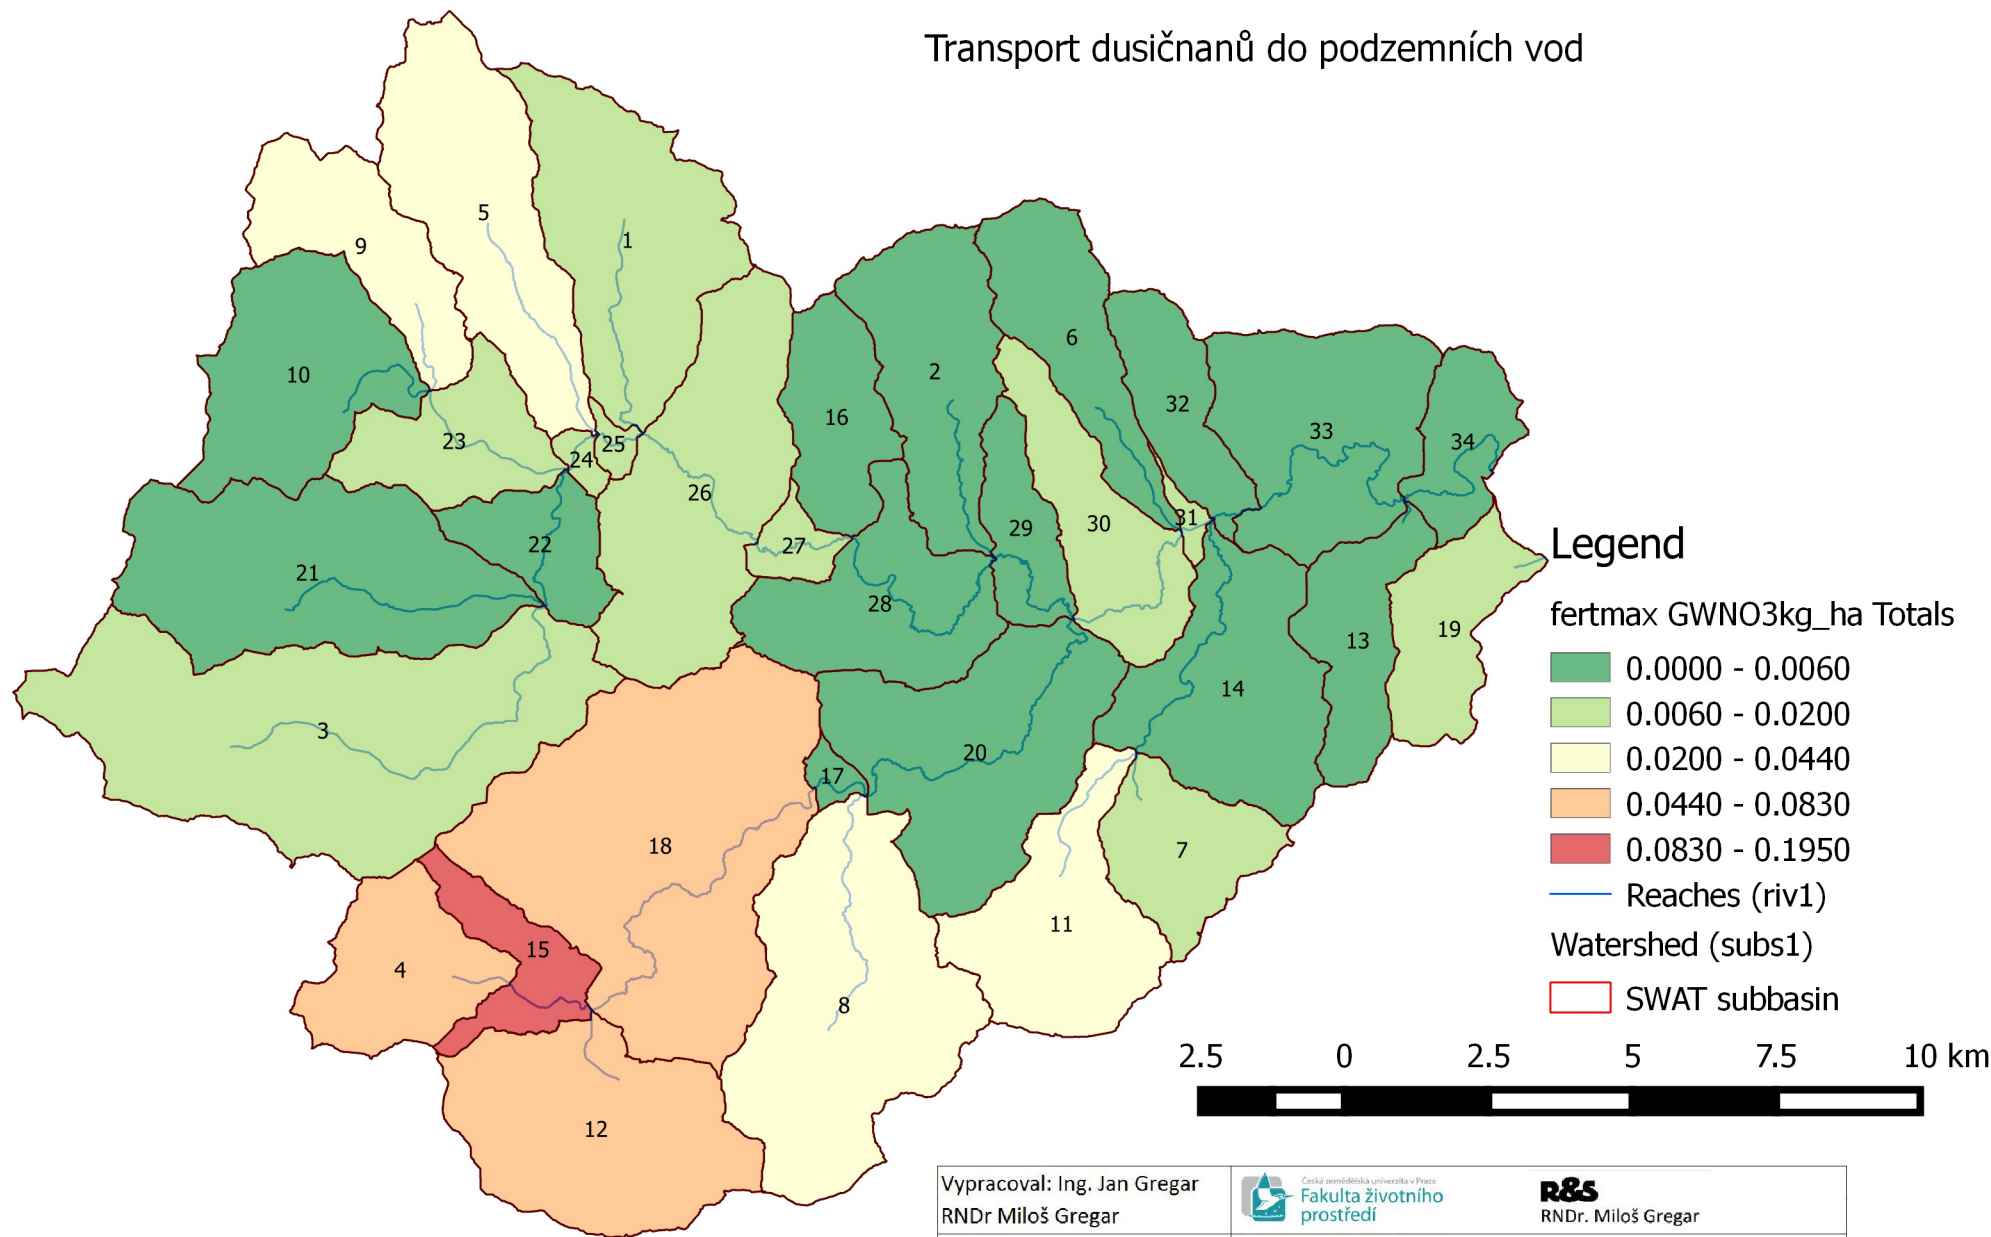 Transport dusičnanů do podzemních vod
5
1
9
6
2
10
32
16
33
34
23
25
24
26
31
30
29
27
22
21
28
19
13
14
3
20
17
18
7
11
15
4
8
12
Legend
fertmax GWNO3kg_ha Totals
0.0000 - 0.0060
0.0060 - 0.0200
0.0200 - 0.0440
0.0440 - 0.0830
0.0830 - 0.1950
Reaches (riv1)
Watershed (subs1)
SWAT subbasin
2.5 0 2.5 5 7.5 10 km
Vypracoval: Ing. Jan Gregar
RNDr Miloš Gregar
Česká zemědělská univerzita v Praze
Fakulta životního
prostředí
R&S
RNDr. Miloš Gregar